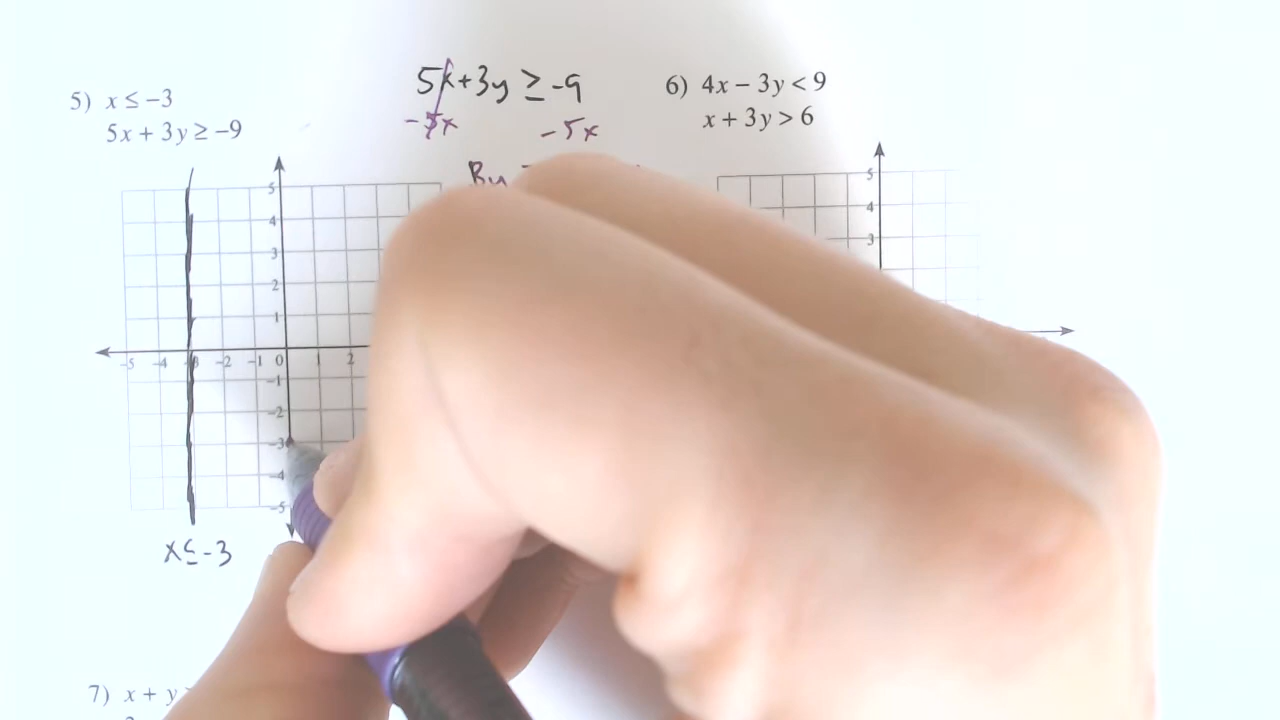 5) x ≤ −3
5x + 3y ≥ −9
5x+3y ≥ -9
-5x -5x
6) 4x − 3y < 9
x + 3y > 6
5
4
3
2
1
-5 -4 -2 -1 0 1 2
-1
-2
-3
-4
-5
x≤-3
5
4
3
7) x + y